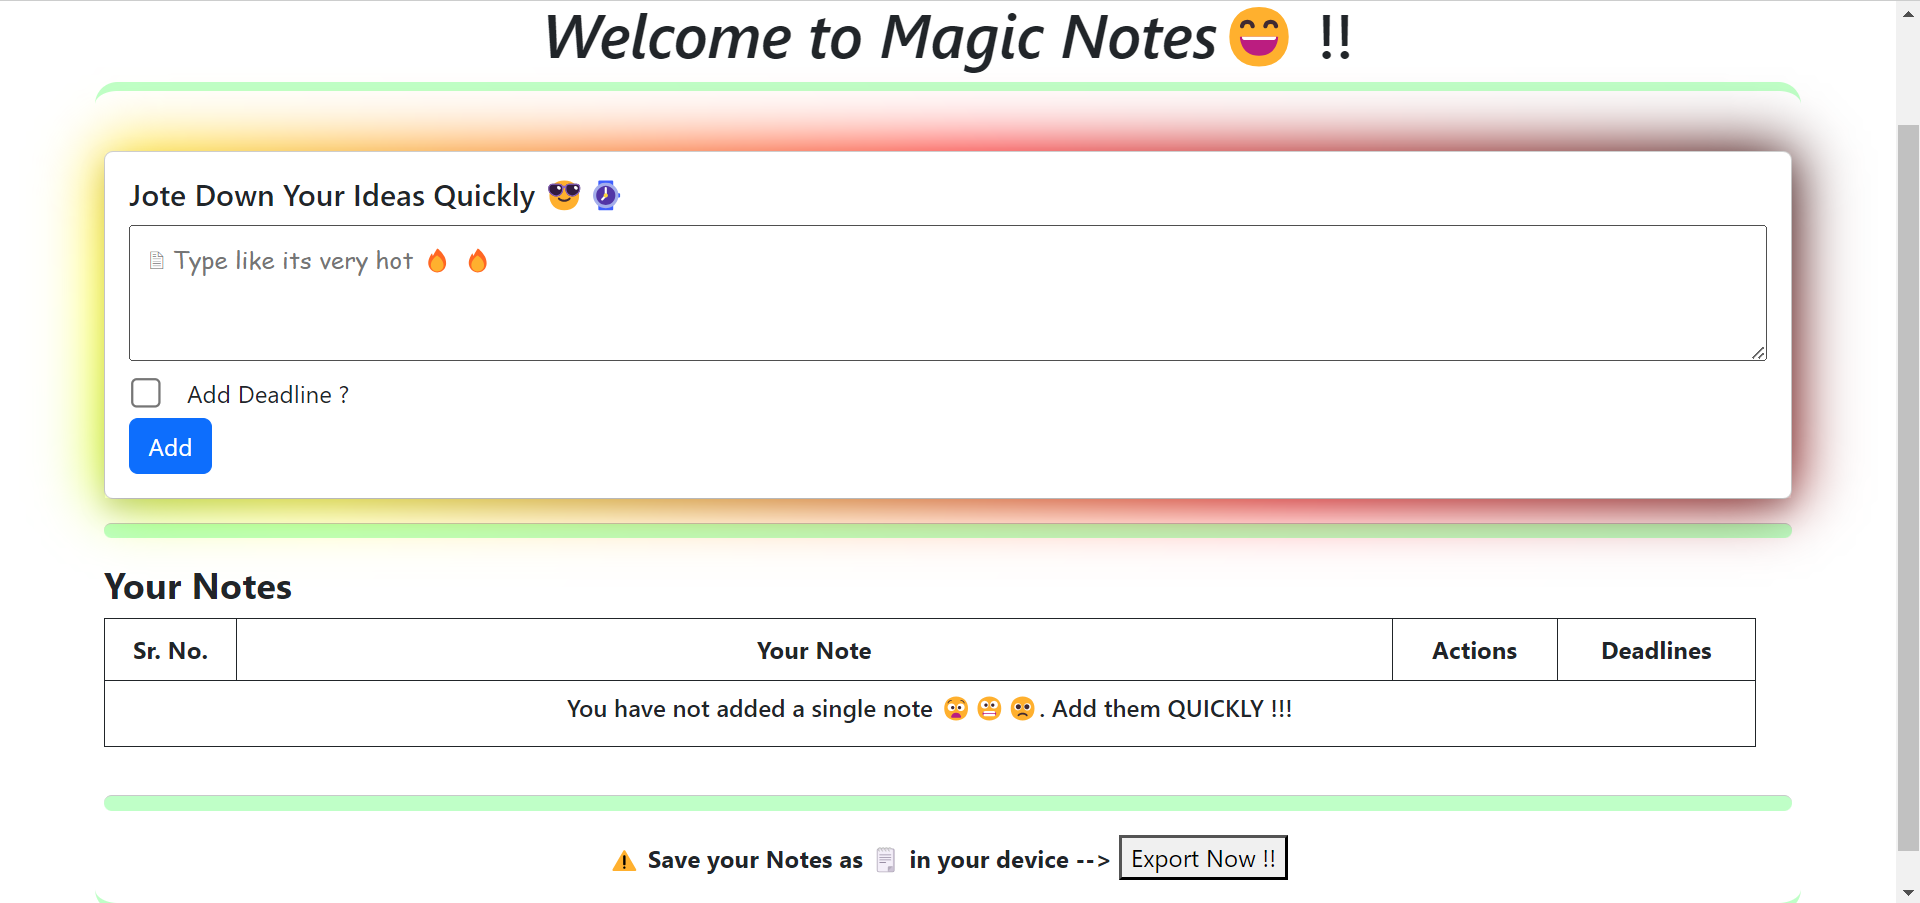 Welcome to Magic Notes😄 !!
Jote Down Your Ideas Quickly 😎 ⌚
📄 Type like its very hot 🔥 🔥
Add Deadline ?
Add
Your Notes
Sr. No. Your Note Actions Deadlines
You have not added a single note 😨😬🙁. Add them QUICKLY !!!
⚠️ Save your Notes as 🗒️ in your device --> Export Now !!